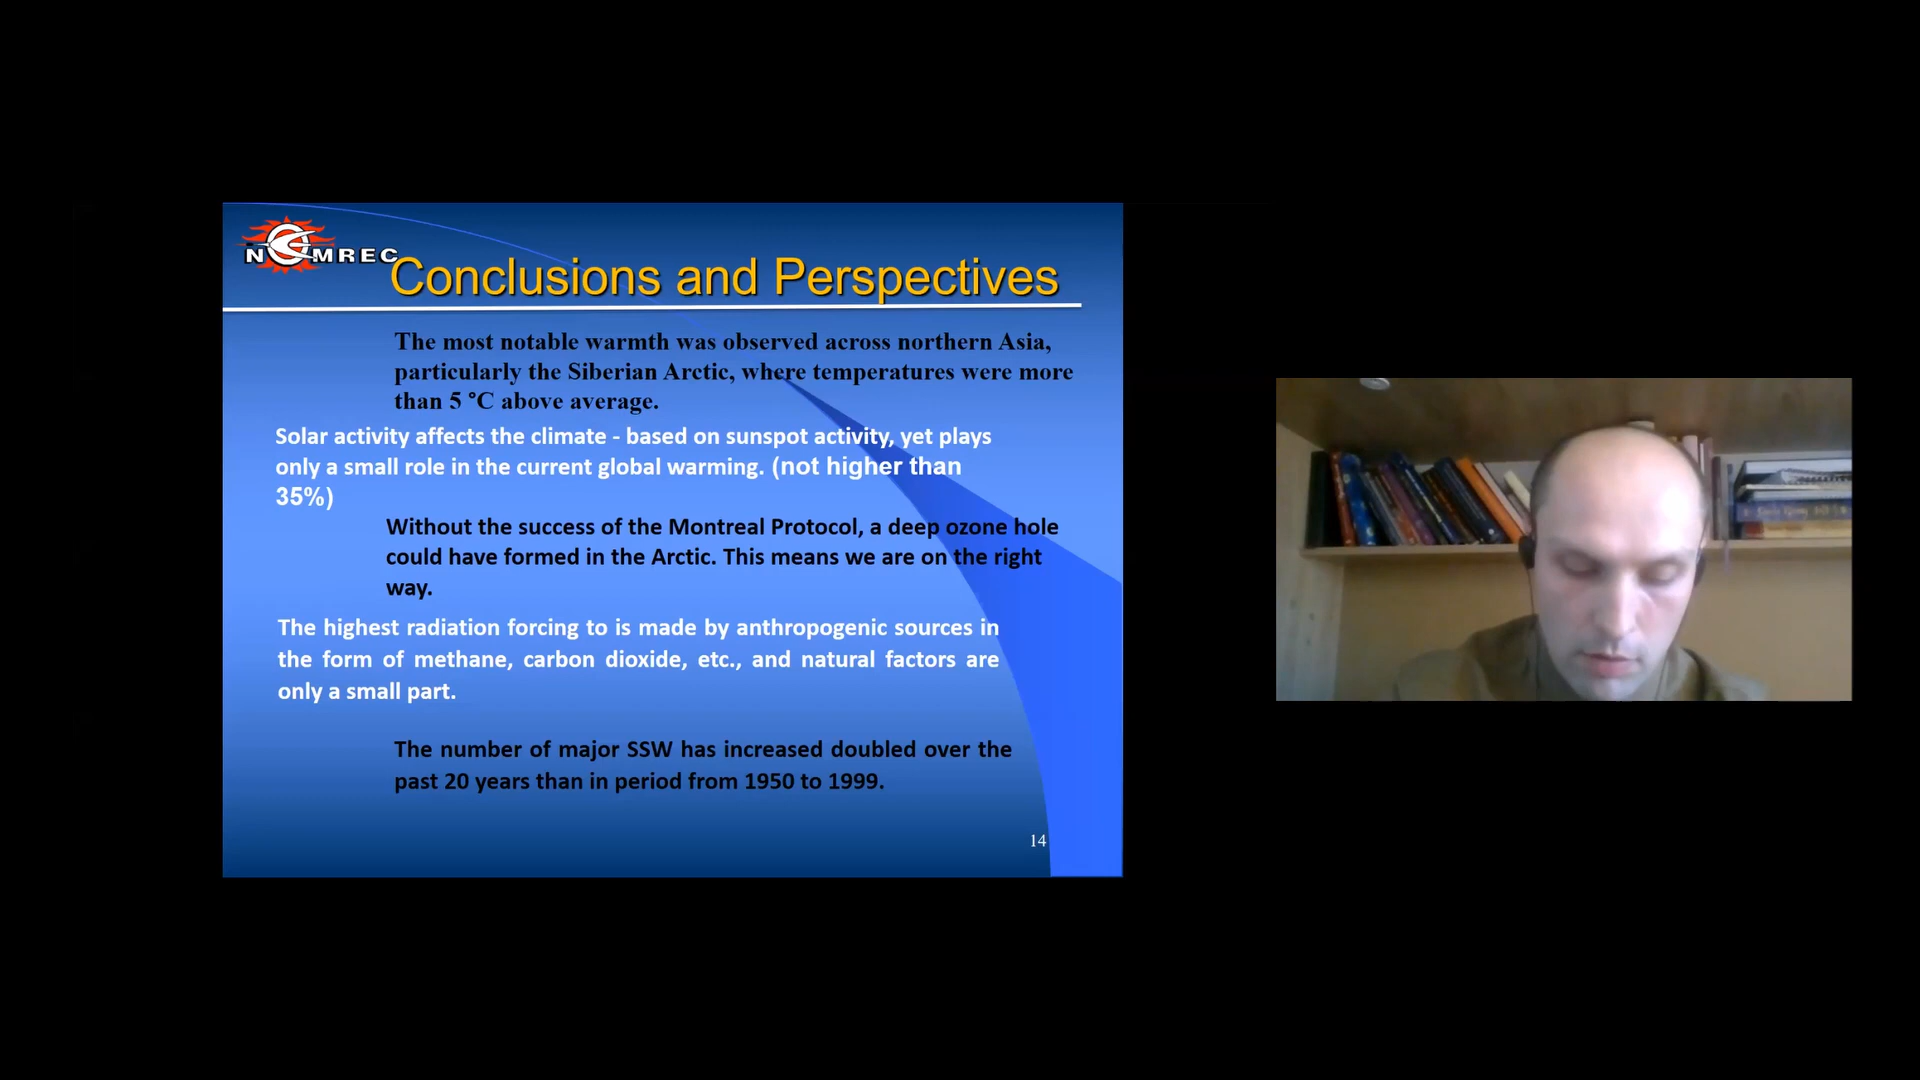 NOMREC
Conclusions and Perspectives
The most notable warmth was observed across northern Asia,
particularly the Siberian Arctic, where temperatures were more
than 5 °C above average.
Solar activity affects the climate - based on sunspot activity, yet plays
only a small role in the current global warming. (not higher than
35%)
Without the success of the Montreal Protocol, a deep ozone hole
could have formed in the Arctic. This means we are on the right
way.
The highest radiation forcing to is made by anthropogenic sources in
the form of methane, carbon dioxide, etc., and natural factors are
only a small part.
The number of major SSW has increased doubled over the
past 20 years than in period from 1950 to 1999.
14